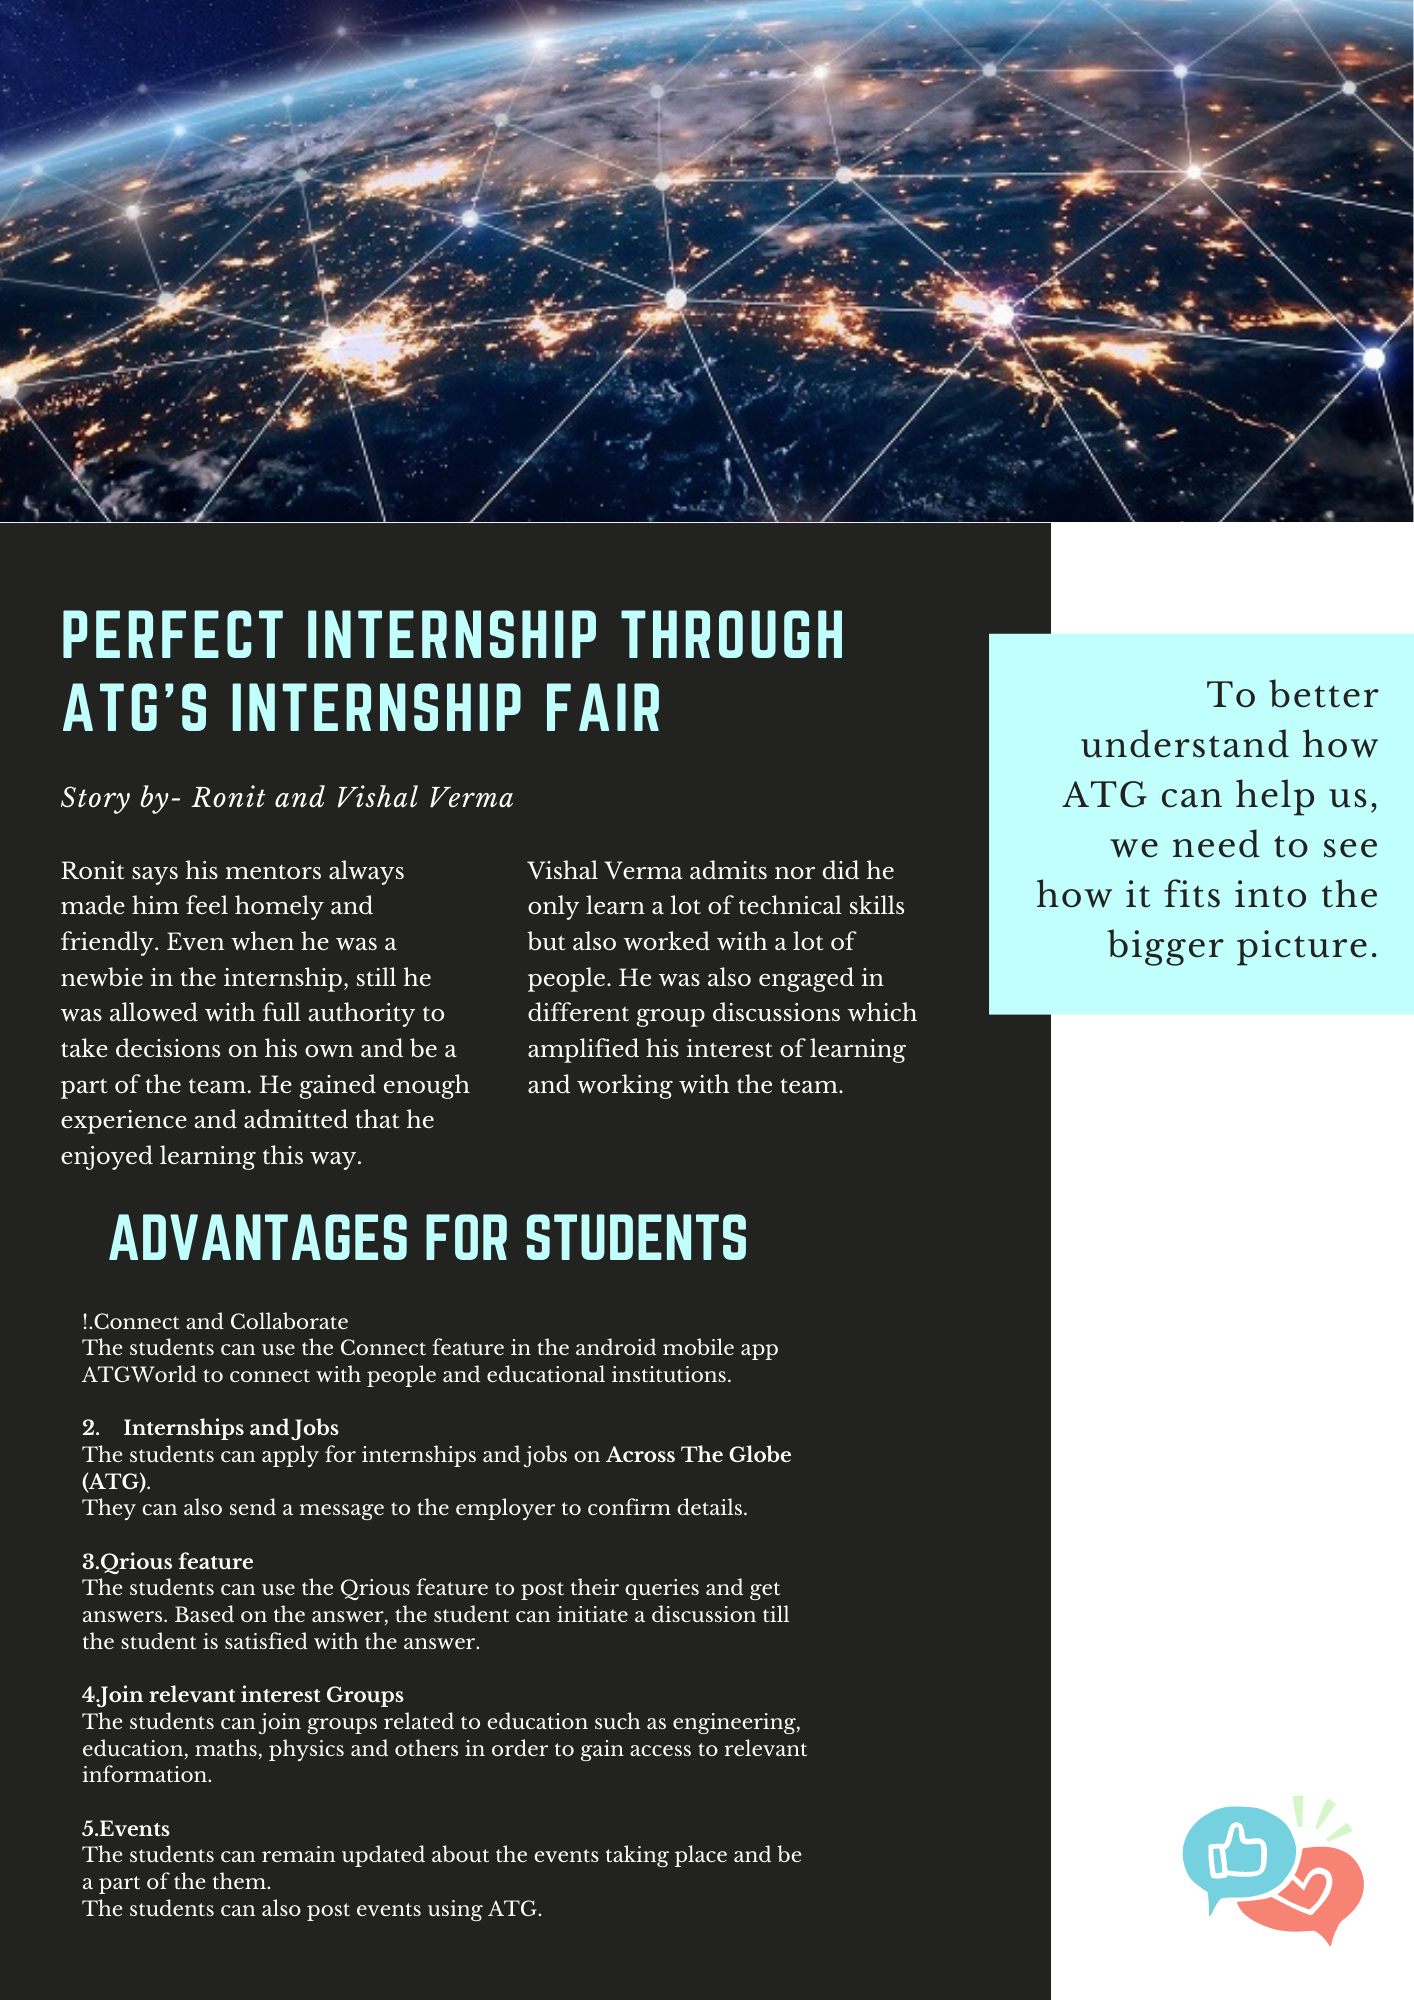 PERFECT INTERNSHIP THROUGH
ATG'S INTERNSHIP FAIR
Story by- Ronit and Vishal Verma
Ronit says his mentors always
made him feel homely and
friendly. Even when he was a
newbie in the internship, still he
was allowed with full authority to
take decisions on his own and be a
part of the team. He gained enough
experience and admitted that he
enjoyed learning this way.
Vishal Verma admits nor did he
only learn a lot of technical skills
but also worked with a lot of
people. He was also engaged in
different group discussions which
amplified his interest of learning
and working with the team.
To better
understand how
ATG can help us,
we need to see
how it fits into the
bigger picture.
ADVANTAGES FOR STUDENTS
!.Connect and Collaborate
The students can use the Connect feature in the android mobile app
ATGWorld to connect with people and educational institutions.
2. Internships and Jobs
The students can apply for internships and jobs on Across The Globe
(ATG).
They can also send a message to the employer to confirm details.
3.Qrious feature
The students can use the Qrious feature to post their queries and get
answers. Based on the answer, the student can initiate a discussion till
the student is satisfied with the answer.
4.Join relevant interest Groups
The students can join groups related to education such as engineering,
education, maths, physics and others in order to gain access to relevant
information.
5.Events
The students can remain updated about the events taking place and be
a part of the them.
The students can also post events using ATG.